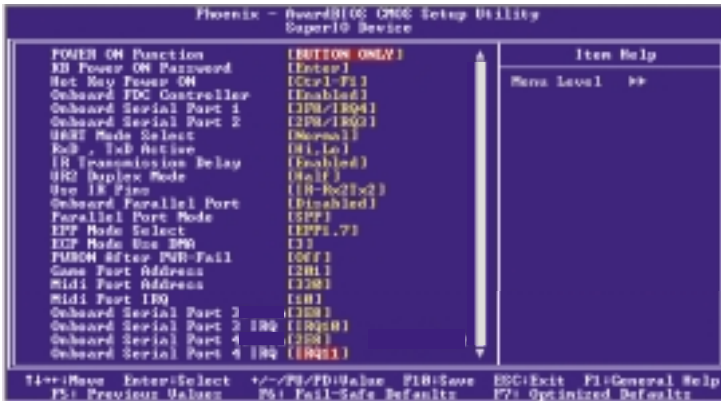 Phoenix - AwardBIOS CMOS Setup Utility
SuperIO Device
POWER ON Function [BUTTON ONLY]
KB Power ON Password [Enter]
Hot Key Power ON [Ctrl-F1]
Onboard FDC Controller [Enabled]
Onboard Serial Port 1 [3F8/IRQ4]
Onboard Serial Port 2 [2F8/IRQ3]
UART Mode Select [Normal]
RxD , TxD Active [Hi,Lo]
IR Transmission Delay [Enabled]
UR2 Duplex Mode [Half]
Use IR Pins [IR-Rx2Tx2]
Onboard Parallel Port [Disabled]
Parallel Port Mode [SPP]
EPP Mode Select [EPP1.7]
ECP Mode Use DMA [3]
PWRON After PWR-Fail [Off]
Game Port Address [201]
Midi Port Address [330]
Midi Port IRQ [10]
Onboard Serial Port 3 [3E8]
Onboard Serial Port 3 IRQ [IRQ10]
Onboard Serial Port 4 [2E8]
Onboard Serial Port 4 IRQ [IRQ11]
Item Help
Menu Level ▶▶
↑↓→←:Move Enter:Select +/-/PU/PD:Value F10:Save ESC:Exit F1:General Help
F5: Previous Values F6: Fail-Safe Defaults F7: Optimized Defaults